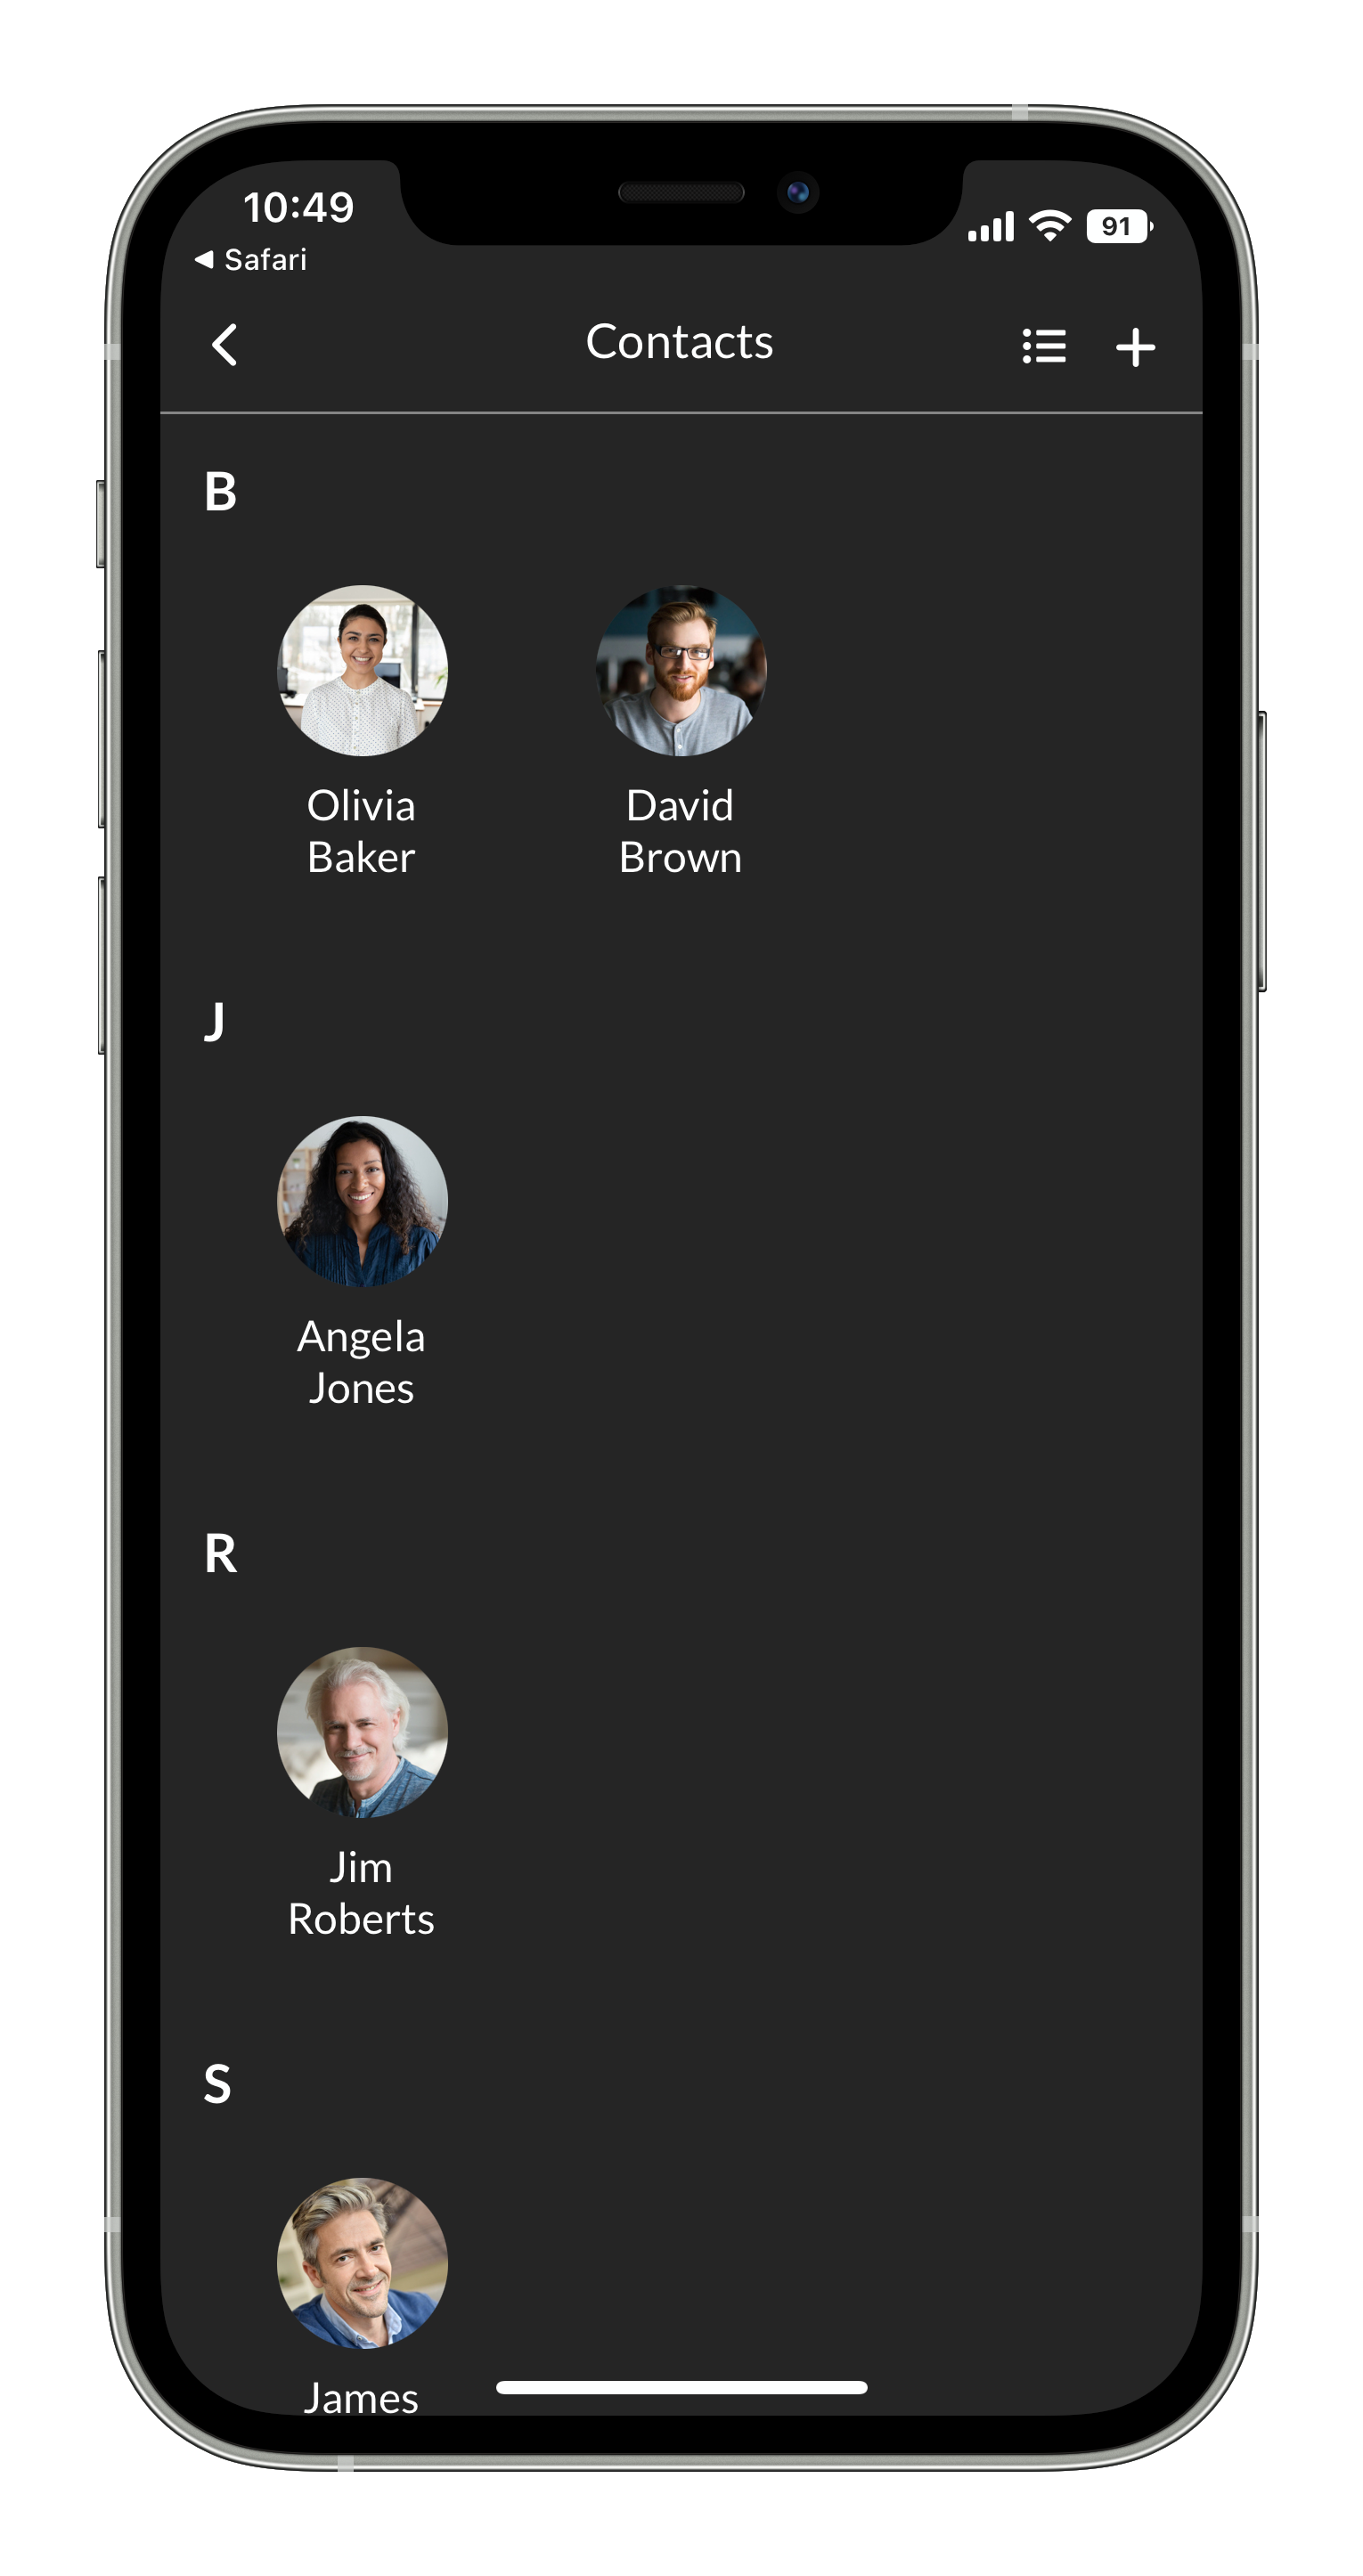 10:49
91
Safari
Contacts
B
Olivia
Baker
David
Brown
J
Angela
Jones
R
Jim
Roberts
S
James